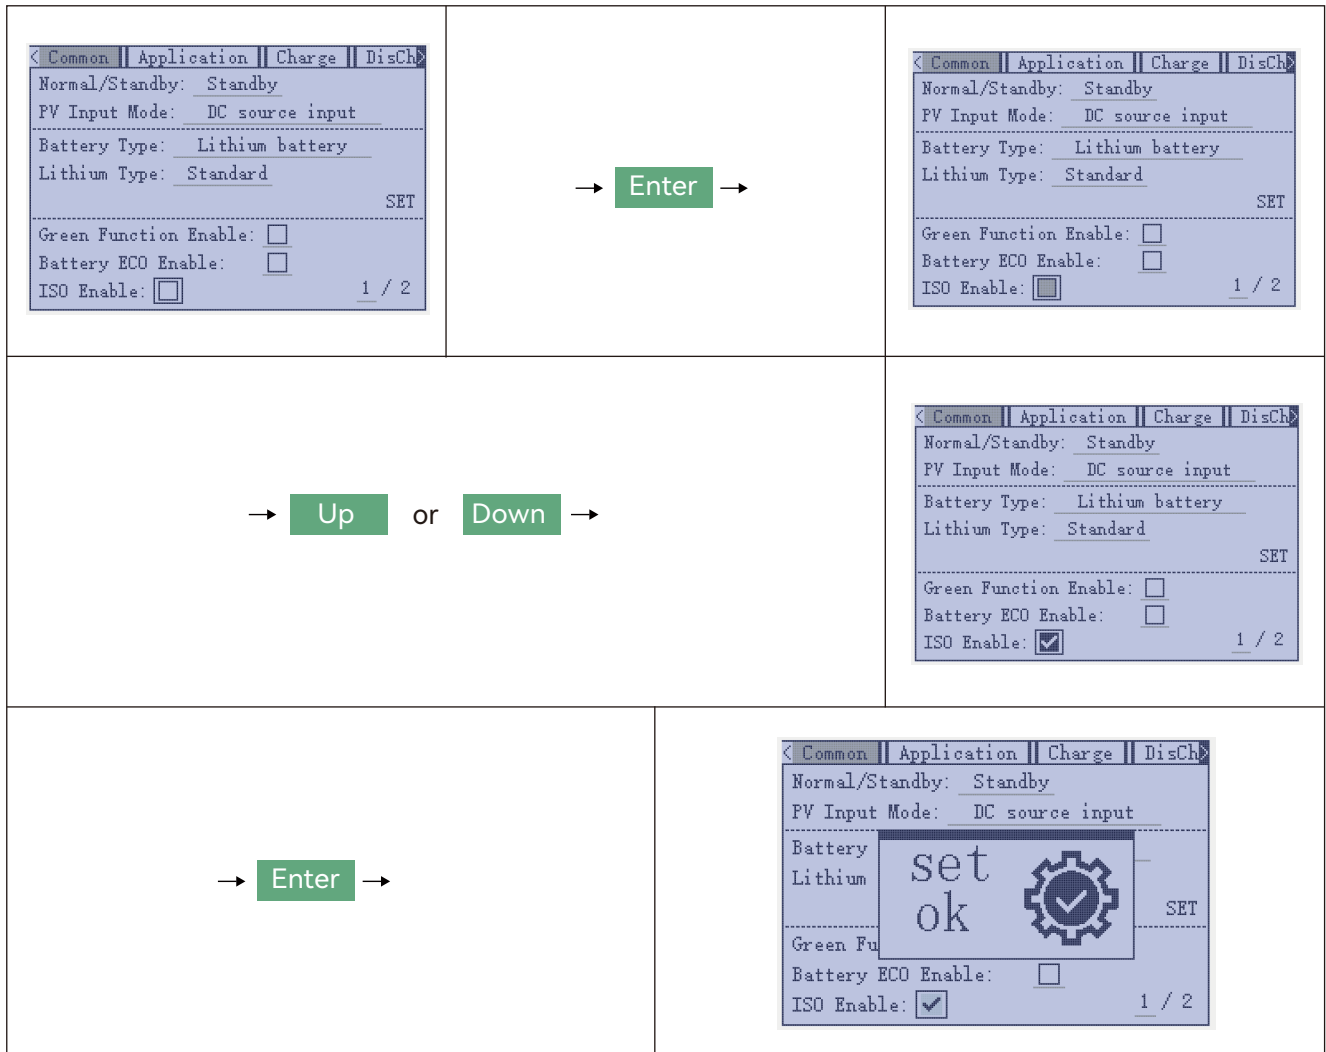 < Common || Application || Charge || DisCh>
Normal/Standby: Standby
PV Input Mode: DC source input
Battery Type: Lithium battery
Lithium Type: Standard
SET
Green Function Enable:
Battery ECO Enable:
ISO Enable: 1 / 2
→ Enter →
< Common || Application || Charge || DisCh>
Normal/Standby: Standby
PV Input Mode: DC source input
Battery Type: Lithium battery
Lithium Type: Standard
SET
Green Function Enable:
Battery ECO Enable:
ISO Enable: 1 / 2
→ Up or Down →
< Common || Application || Charge || DisCh>
Normal/Standby: Standby
PV Input Mode: DC source input
Battery Type: Lithium battery
Lithium Type: Standard
SET
Green Function Enable:
Battery ECO Enable:
ISO Enable: 1 / 2
→ Enter →
< Common || Application || Charge || DisCh>
Normal/Standby: Standby
PV Input Mode: DC source input
Battery
Lithium
set
ok
SET
Green Fu
Battery ECO Enable:
ISO Enable: 1 / 2